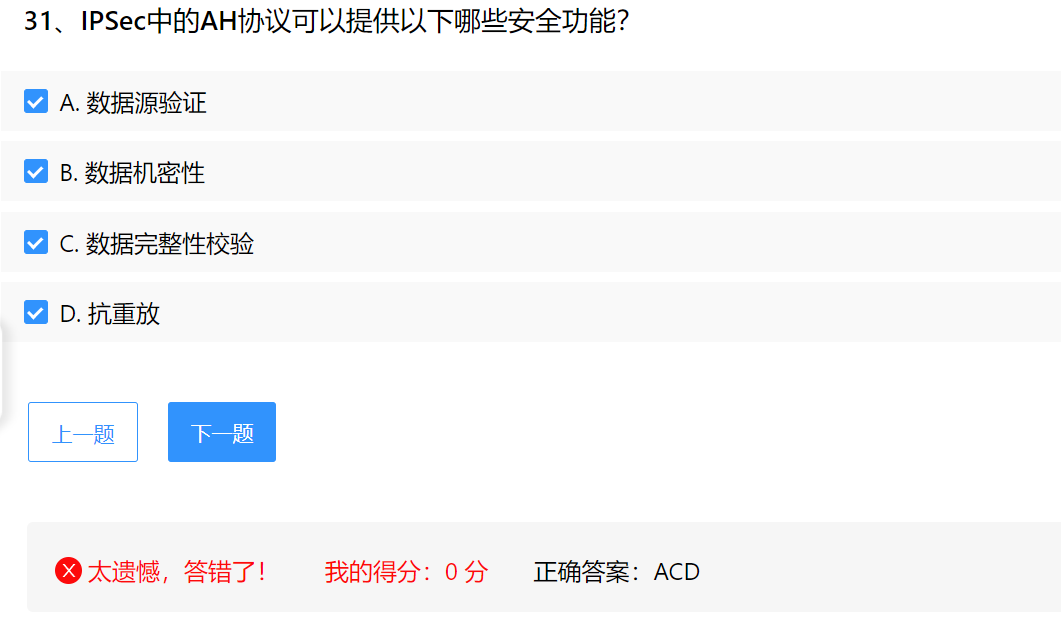 31、IPSec中的AH协议可以提供以下哪些安全功能？
A. 数据源验证
B. 数据机密性
C. 数据完整性校验
D. 抗重放
上一题 下一题
太遗憾，答错了！ 我的得分：0 分 正确答案：ACD